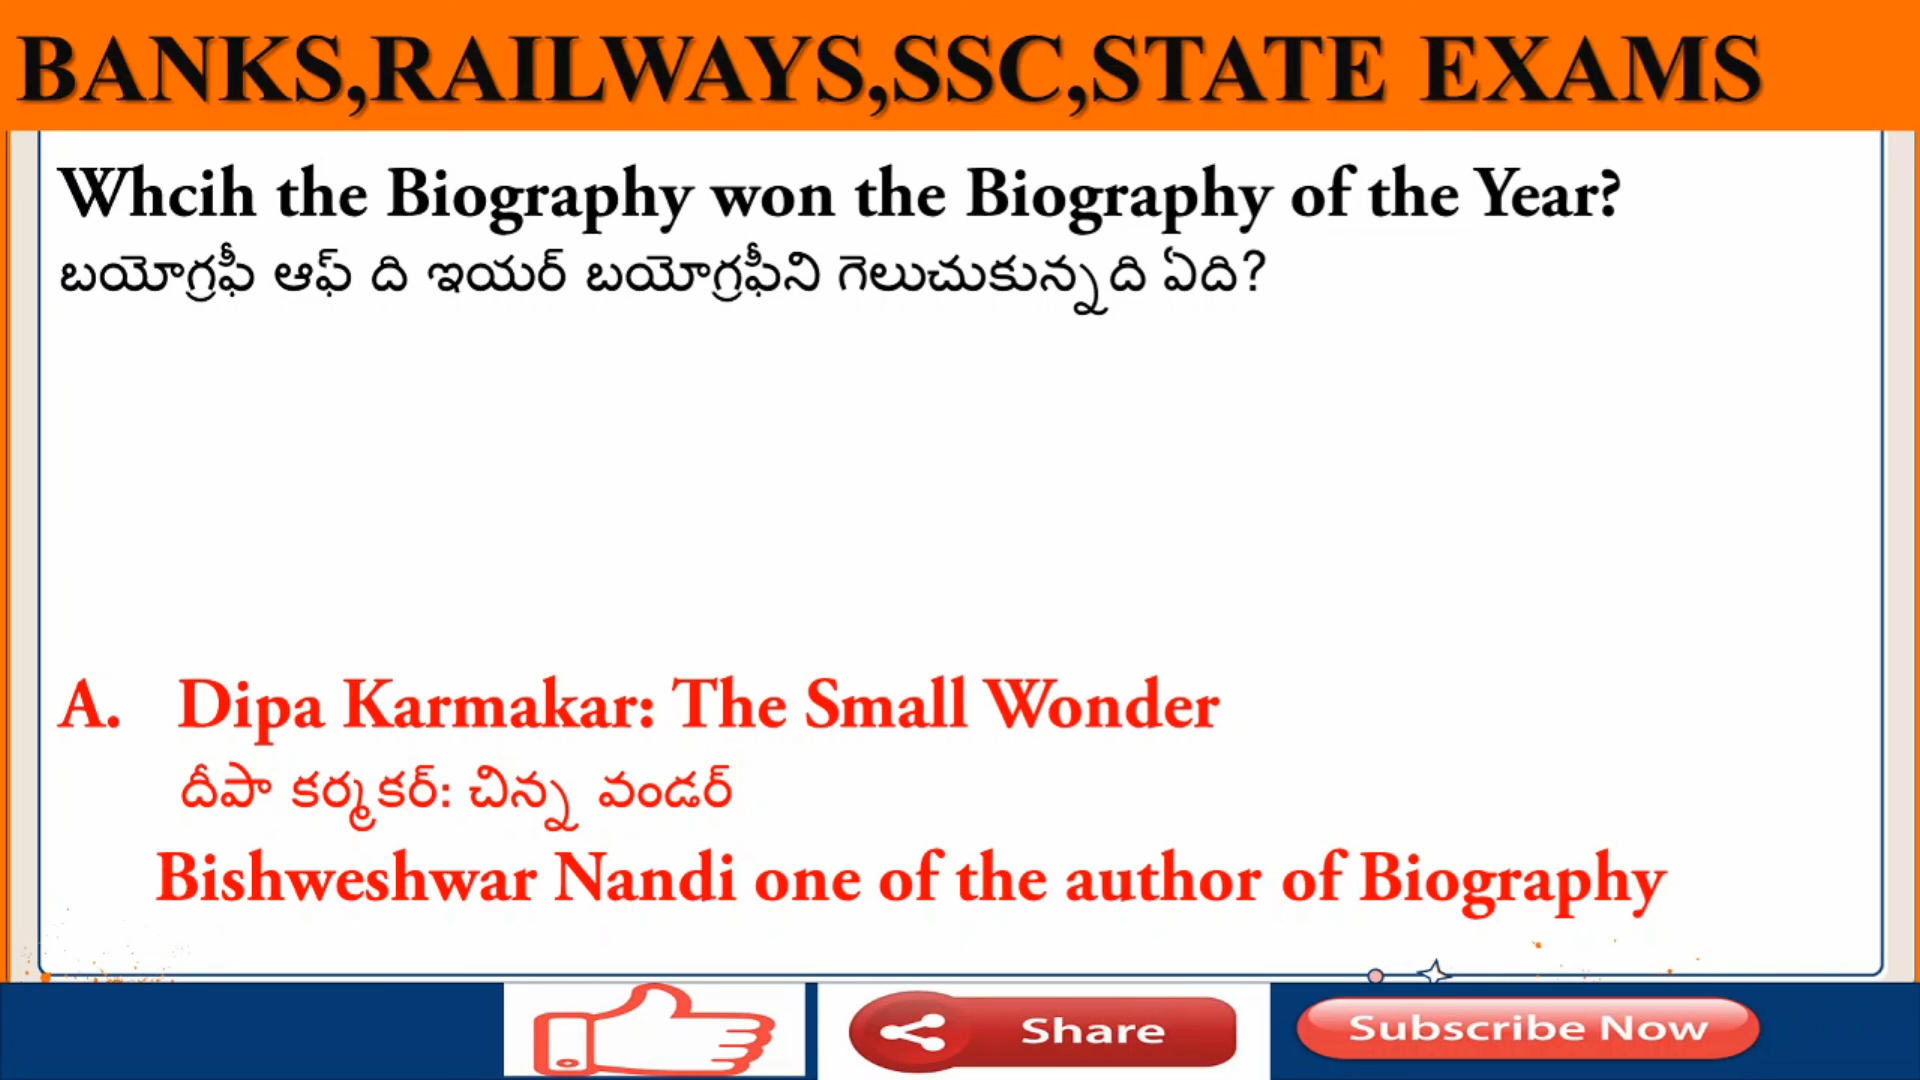 BANKS,RAILWAYS,SSC,STATE EXAMS
Whcih the Biography won the Biography of the Year?
బయోగ్రఫీ ఆఫ్ ది ఇయర్ బయోగ్రఫీని గెలుచుకున్నది ఏది?
A. Dipa Karmakar: The Small Wonder
దీపా కర్మకర్: చిన్న వండర్
Bishweshwar Nandi one of the author of Biography
Share
Subscribe Now